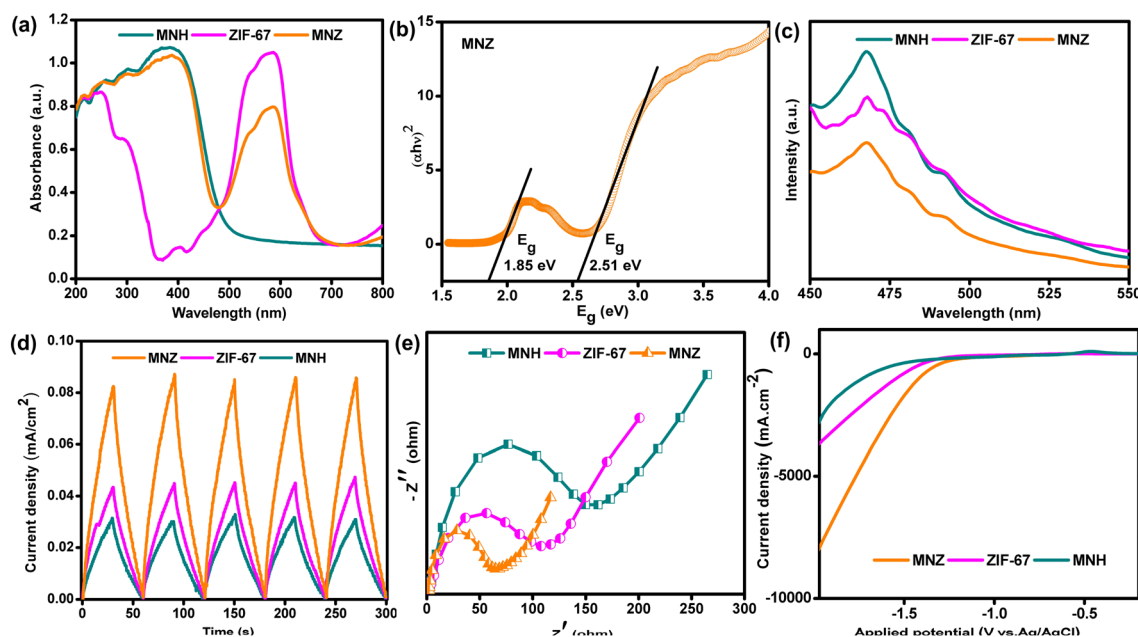 (a)
MNH ZIF-67 MNZ
Absorbance (a.u.)
1.2
1.0
0.8
0.6
0.4
0.2
0.0
200 300 400 500 600 700 800
Wavelength (nm)
(b)
MNZ
(αhν)²
15
10
5
0
Eg
1.85 eV
Eg
2.51 eV
1.5 2.0 2.5 3.0 3.5 4.0
Eg (eV)
(c)
MNH ZIF-67 MNZ
Intensity (a.u.)
450 475 500 525 550
Wavelength (nm)
(d)
MNZ ZIF-67 MNH
Current density (mA/cm²)
0.10
0.08
0.06
0.04
0.02
0.00
0 50 100 150 200 250 300
Time (s)
(e)
MNH ZIF-67 MNZ
- Z'' (ohm)
0 50 100 150 200 250 300
Z' (ohm)
(f)
Current density (mA.cm-2)
0
-5000
-10000
MNZ ZIF-67 MNH
-1.5 -1.0 -0.5
Applied potential (V vs.Ag/AgCl)